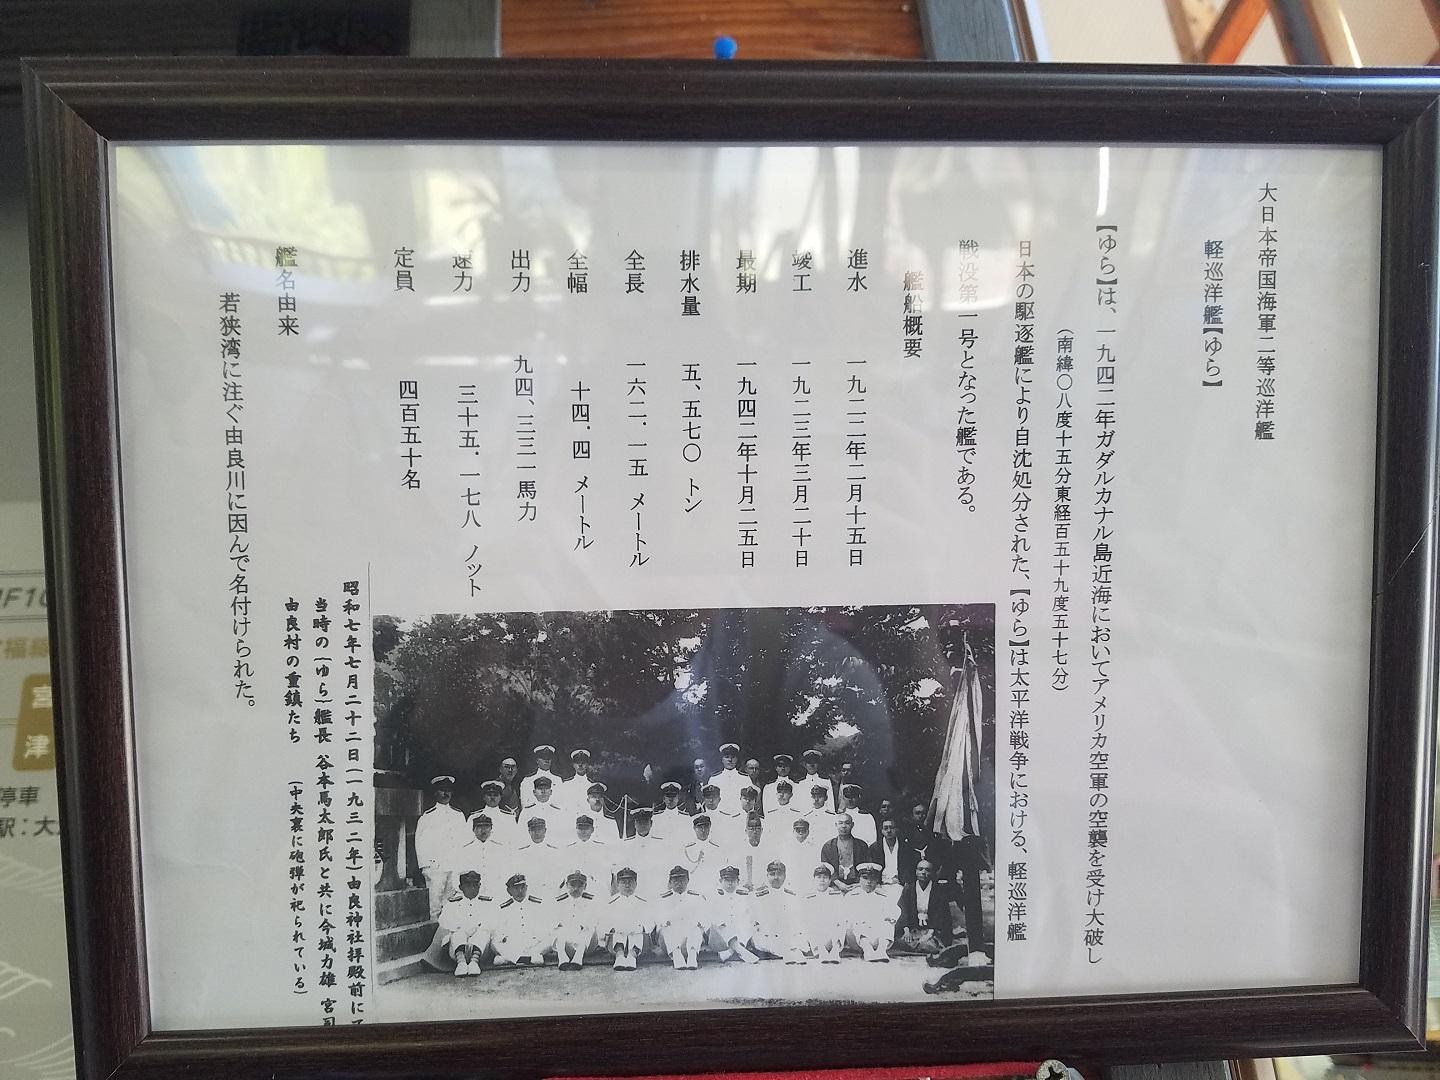 大日本帝国海軍二等巡洋艦
軽巡洋艦【ゆら】
【ゆら】は、一九四二年ガダルカナル島近海においてアメリカ空軍の空襲を受け大破し
（南緯〇八度十五分東経百五十九度五十七分）
日本の駆逐艦により自沈処分された、【ゆら】は太平洋戦争における、軽巡洋艦
戦没第一号となった艦である。
艦船概要
進水 一九二二年二月十五日
竣工 一九二三年三月二十日
最期 一九四二年十月二五日
排水量 五、五七〇 トン
全長 一六二．一五 メートル
全幅 十四．四 メートル
出力 九四、三三一馬力
速力 三十五．一七八 ノット
定員 四百五十名
艦名由来
若狭湾に注ぐ由良川に因んで名付けられた。
昭和七年七月二十二日（一九三二年）由良神社拝殿前にて
当時の（ゆら）艦長 谷本馬太郎氏と共に今城力雄 宮司
由良村の重鎮たち （中央裏に砲弾が祀られている）
宮
津
停車
駅：大